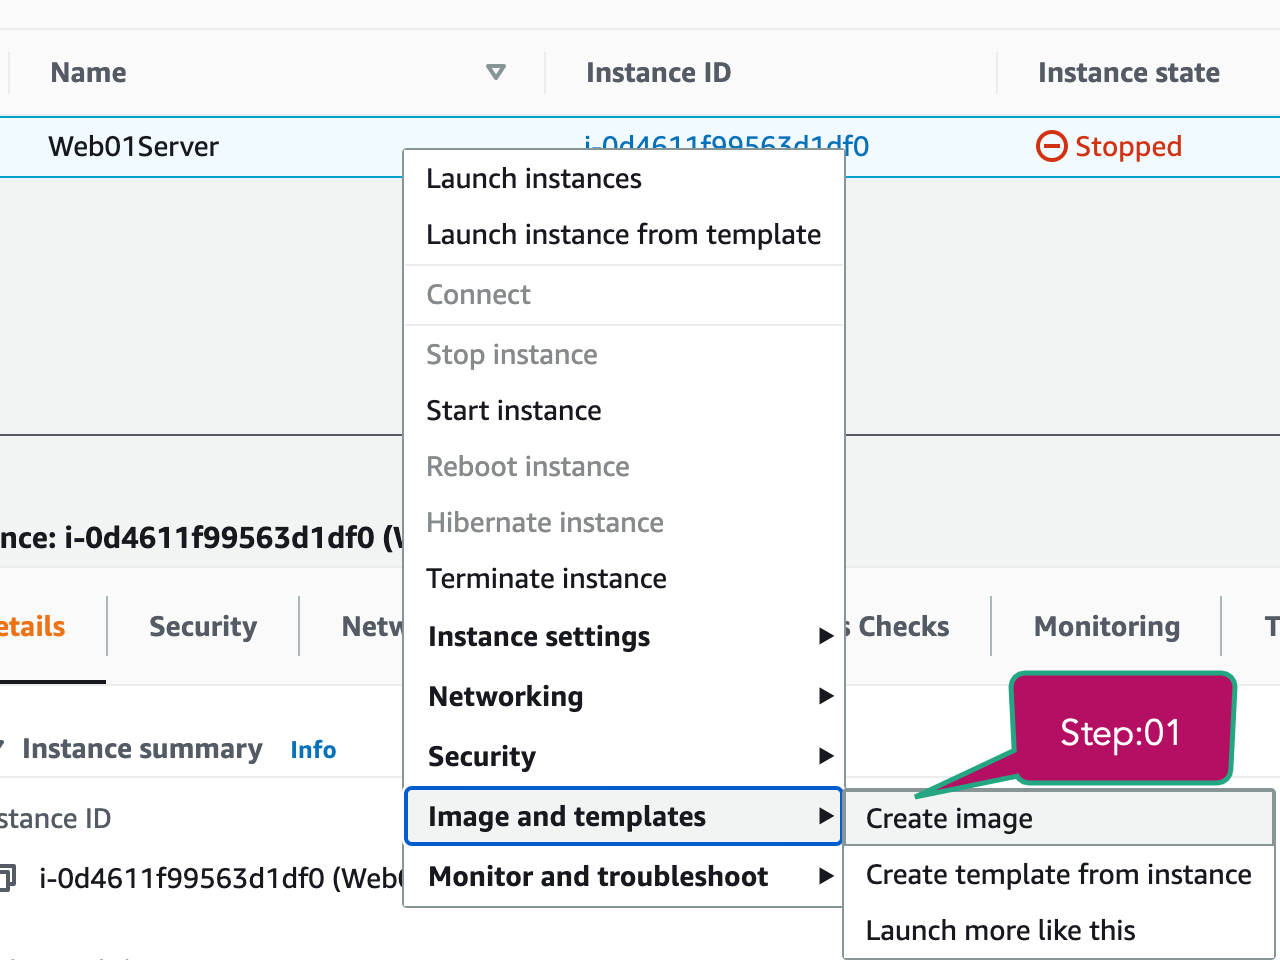 Name
Instance ID
Instance state
Web01Server
i-0d4611f99563d1df0
Stopped
Launch instances
Launch instance from template
Connect
Stop instance
Start instance
Reboot instance
Hibernate instance
Terminate instance
Instance settings
Networking
Security
Image and templates
Monitor and troubleshoot
Create image
Create template from instance
Launch more like this
Step:01
nce: i-0d4611f99563d1df0 (
etails
Security
Netw
s Checks
Monitoring
T
Instance summary
Info
stance ID
i-0d4611f99563d1df0 (Web